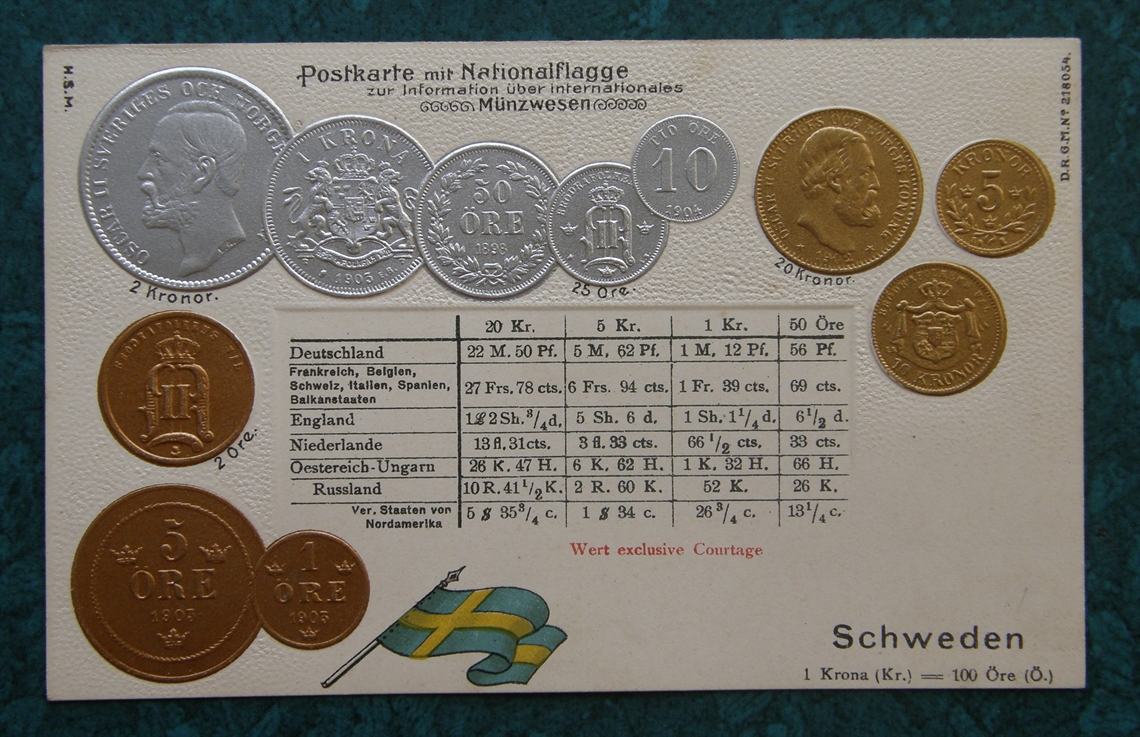 H.S.M.
Postkarte mit Nationalflagge
zur Information über internationales
Münzwesen
D.R.G.M. Nº 218054.
OSCAR II SVERIGES OCH NORGE
1 KRONA
1903
50
ÖRE
1898
BRÖDRAFOLKENS
II
TIO ÖRE
10
1904
KRONOR
5
10 KRONOR
2 Kronor.
25 Öre.
20 Kronor.
II
2 Öre.
5
ÖRE
1903
1
ÖRE
1903
20 Kr. 5 Kr. 1 Kr. 50 Öre
Deutschland 22 M. 50 Pf. 5 M, 62 Pf. 1 M, 12 Pf. 56 Pf.
Frankreich, Belgien,
Schweiz, Italien, Spanien, 27 Frs. 78 cts. 6 Frs. 94 cts. 1 Fr. 39 cts. 69 cts.
Balkanstaaten
England 1£ 2 Sh. 3/4 d. 5 Sh. 6 d. 1 Sh. 1 1/4 d. 6 1/2 d.
Niederlande 13 fl. 31 cts. 3 fl. 33 cts. 66 1/2 cts. 33 cts.
Oestereich-Ungarn 26 K. 47 H. 6 K. 62 H. 1 K. 32 H. 66 H.
Russland 10 R. 41 1/2 K. 2 R. 60 K. 52 K. 26 K.
Ver. Staaten von 5 $ 35 3/4 c. 1 $ 34 c. 26 3/4 c. 13 1/4 c.
Nordamerika
Wert exclusive Courtage
Schweden
1 Krona (Kr.) = 100 Öre (Ö.)